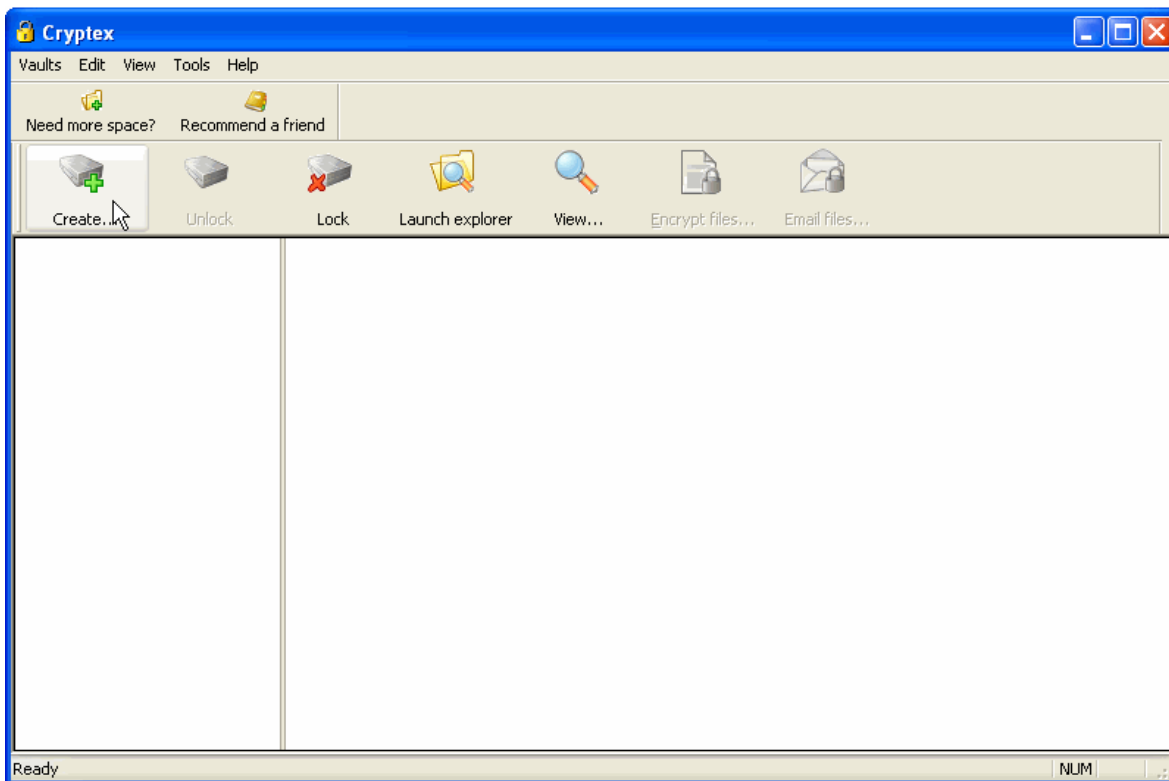 Cryptex
Vaults Edit View Tools Help
Need more space? Recommend a friend
Create... Unlock Lock Launch explorer View... Encrypt files... Email files...
Ready NUM